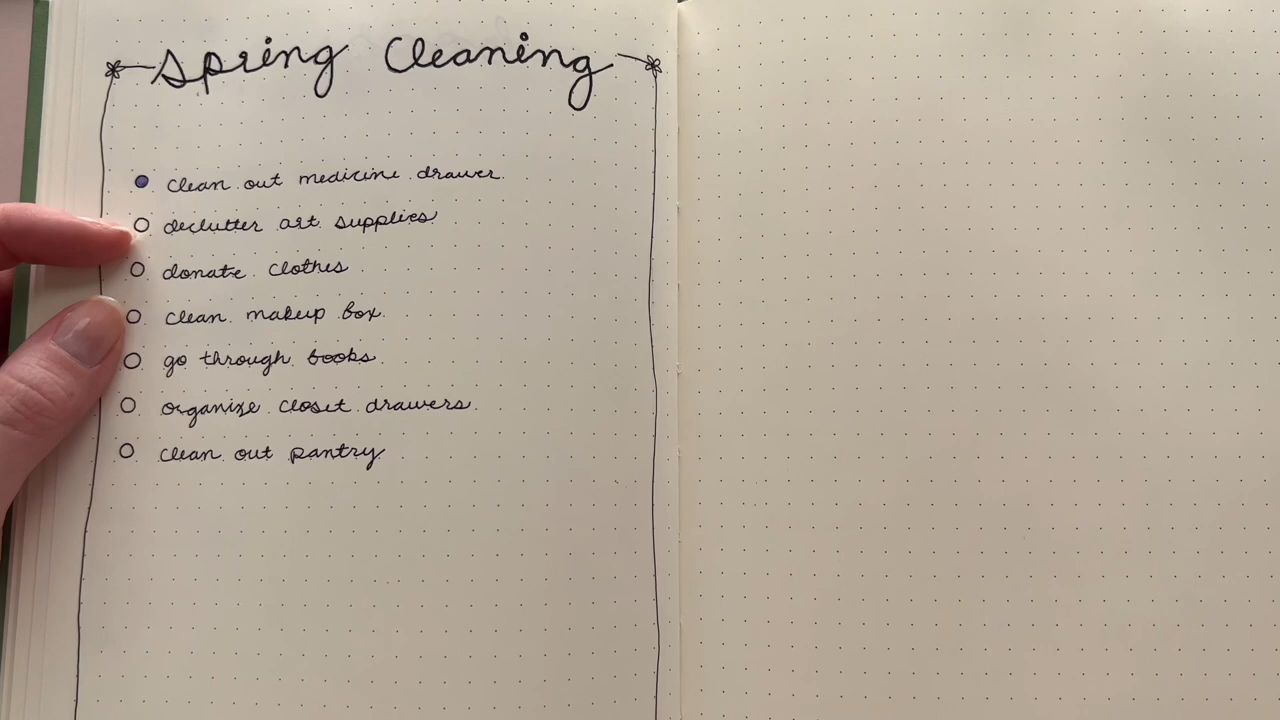 Spring Cleaning
clean out medicine drawer
declutter art supplies
donate clothes
clean makeup box
go through books
organize closet drawers
clean out pantry